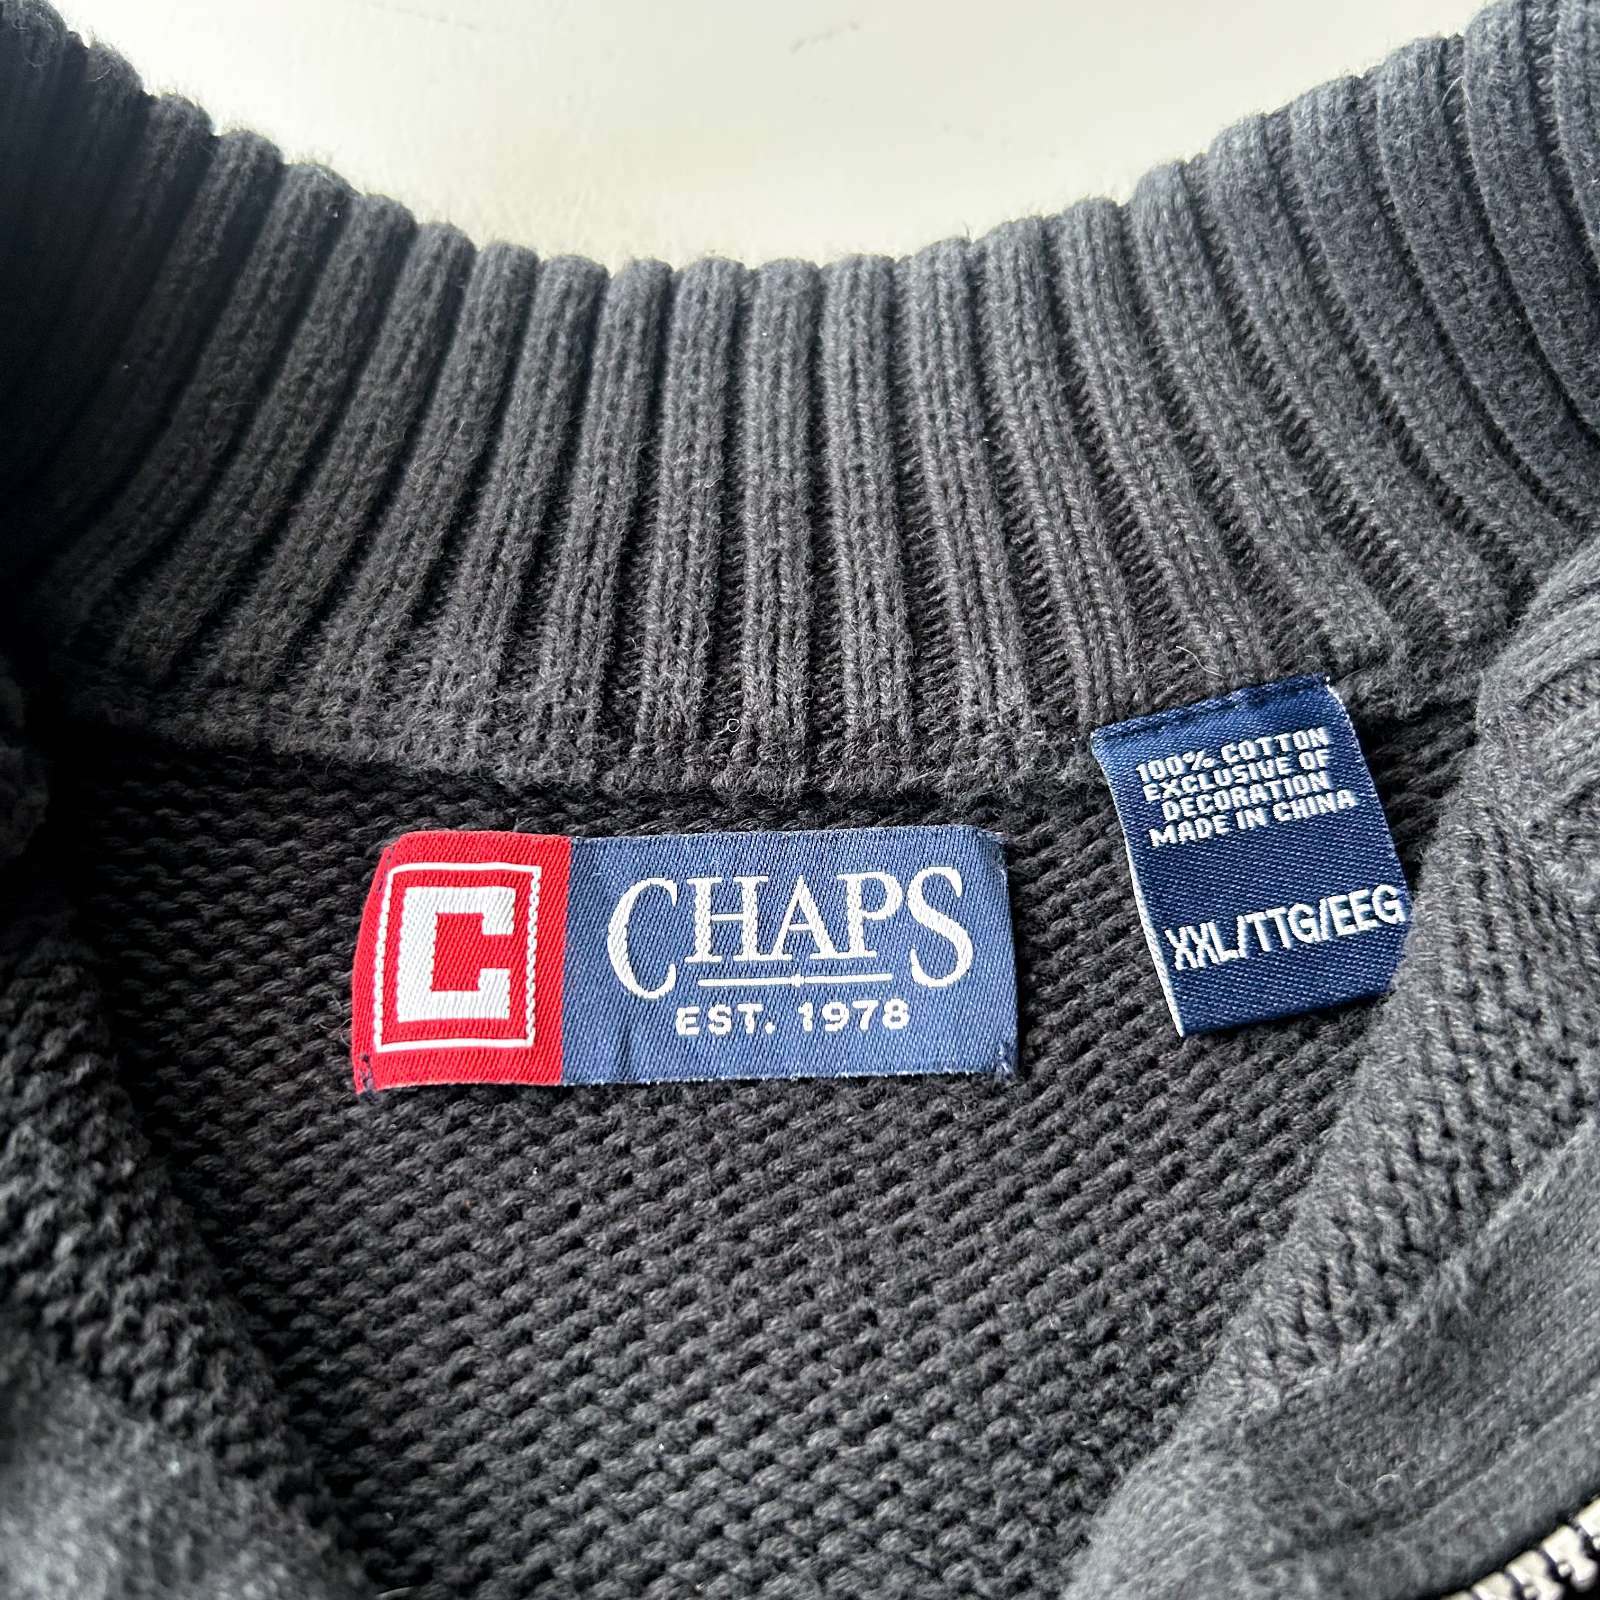 C
CHAPS
EST. 1978
100% COTTON
EXCLUSIVE OF
DECORATION
MADE IN CHINA
XXL/TTG/EEG